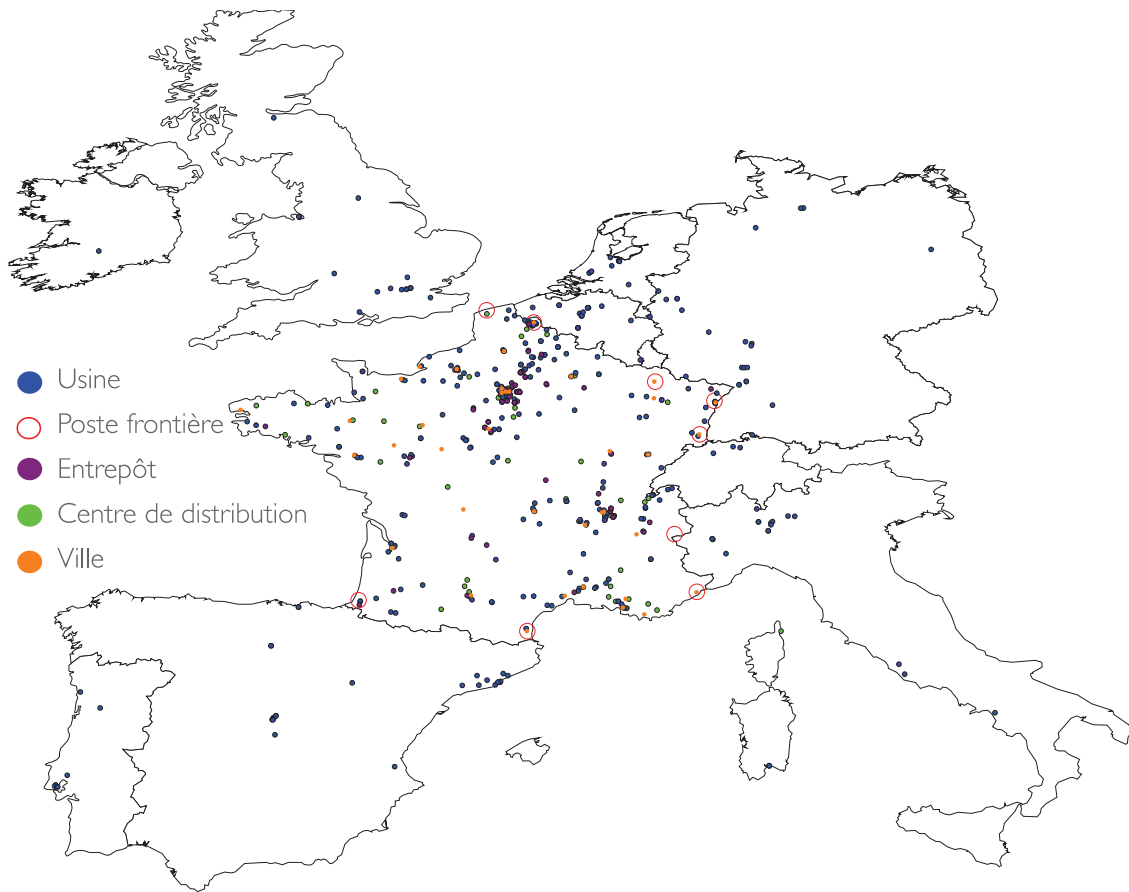 Usine
Poste frontière
Entrepôt
Centre de distribution
Ville